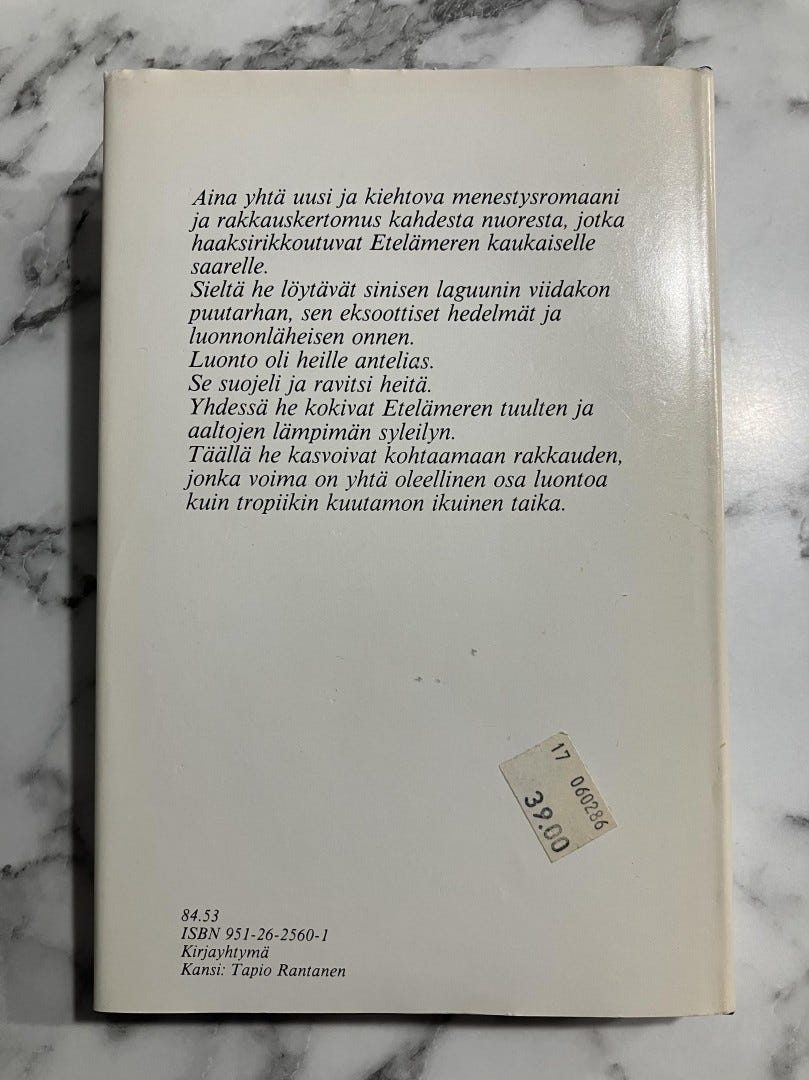 Aina yhtä uusi ja kiehtova menestysromaani
ja rakkauskertomus kahdesta nuoresta, jotka
haaksirikkoutuvat Etelämeren kaukaiselle
saarelle.
Sieltä he löytävät sinisen laguunin viidakon
puutarhan, sen eksoottiset hedelmät ja
luonnonläheisen onnen.
Luonto oli heille antelias.
Se suojeli ja ravitsi heitä.
Yhdessä he kokivat Etelämeren tuulten ja
aaltojen lämpimän syleilyn.
Täällä he kasvoivat kohtaamaan rakkauden,
jonka voima on yhtä oleellinen osa luontoa
kuin tropiikin kuutamon ikuinen taika.
17 060286
39.00
84.53
ISBN 951-26-2560-1
Kirjayhtymä
Kansi: Tapio Rantanen